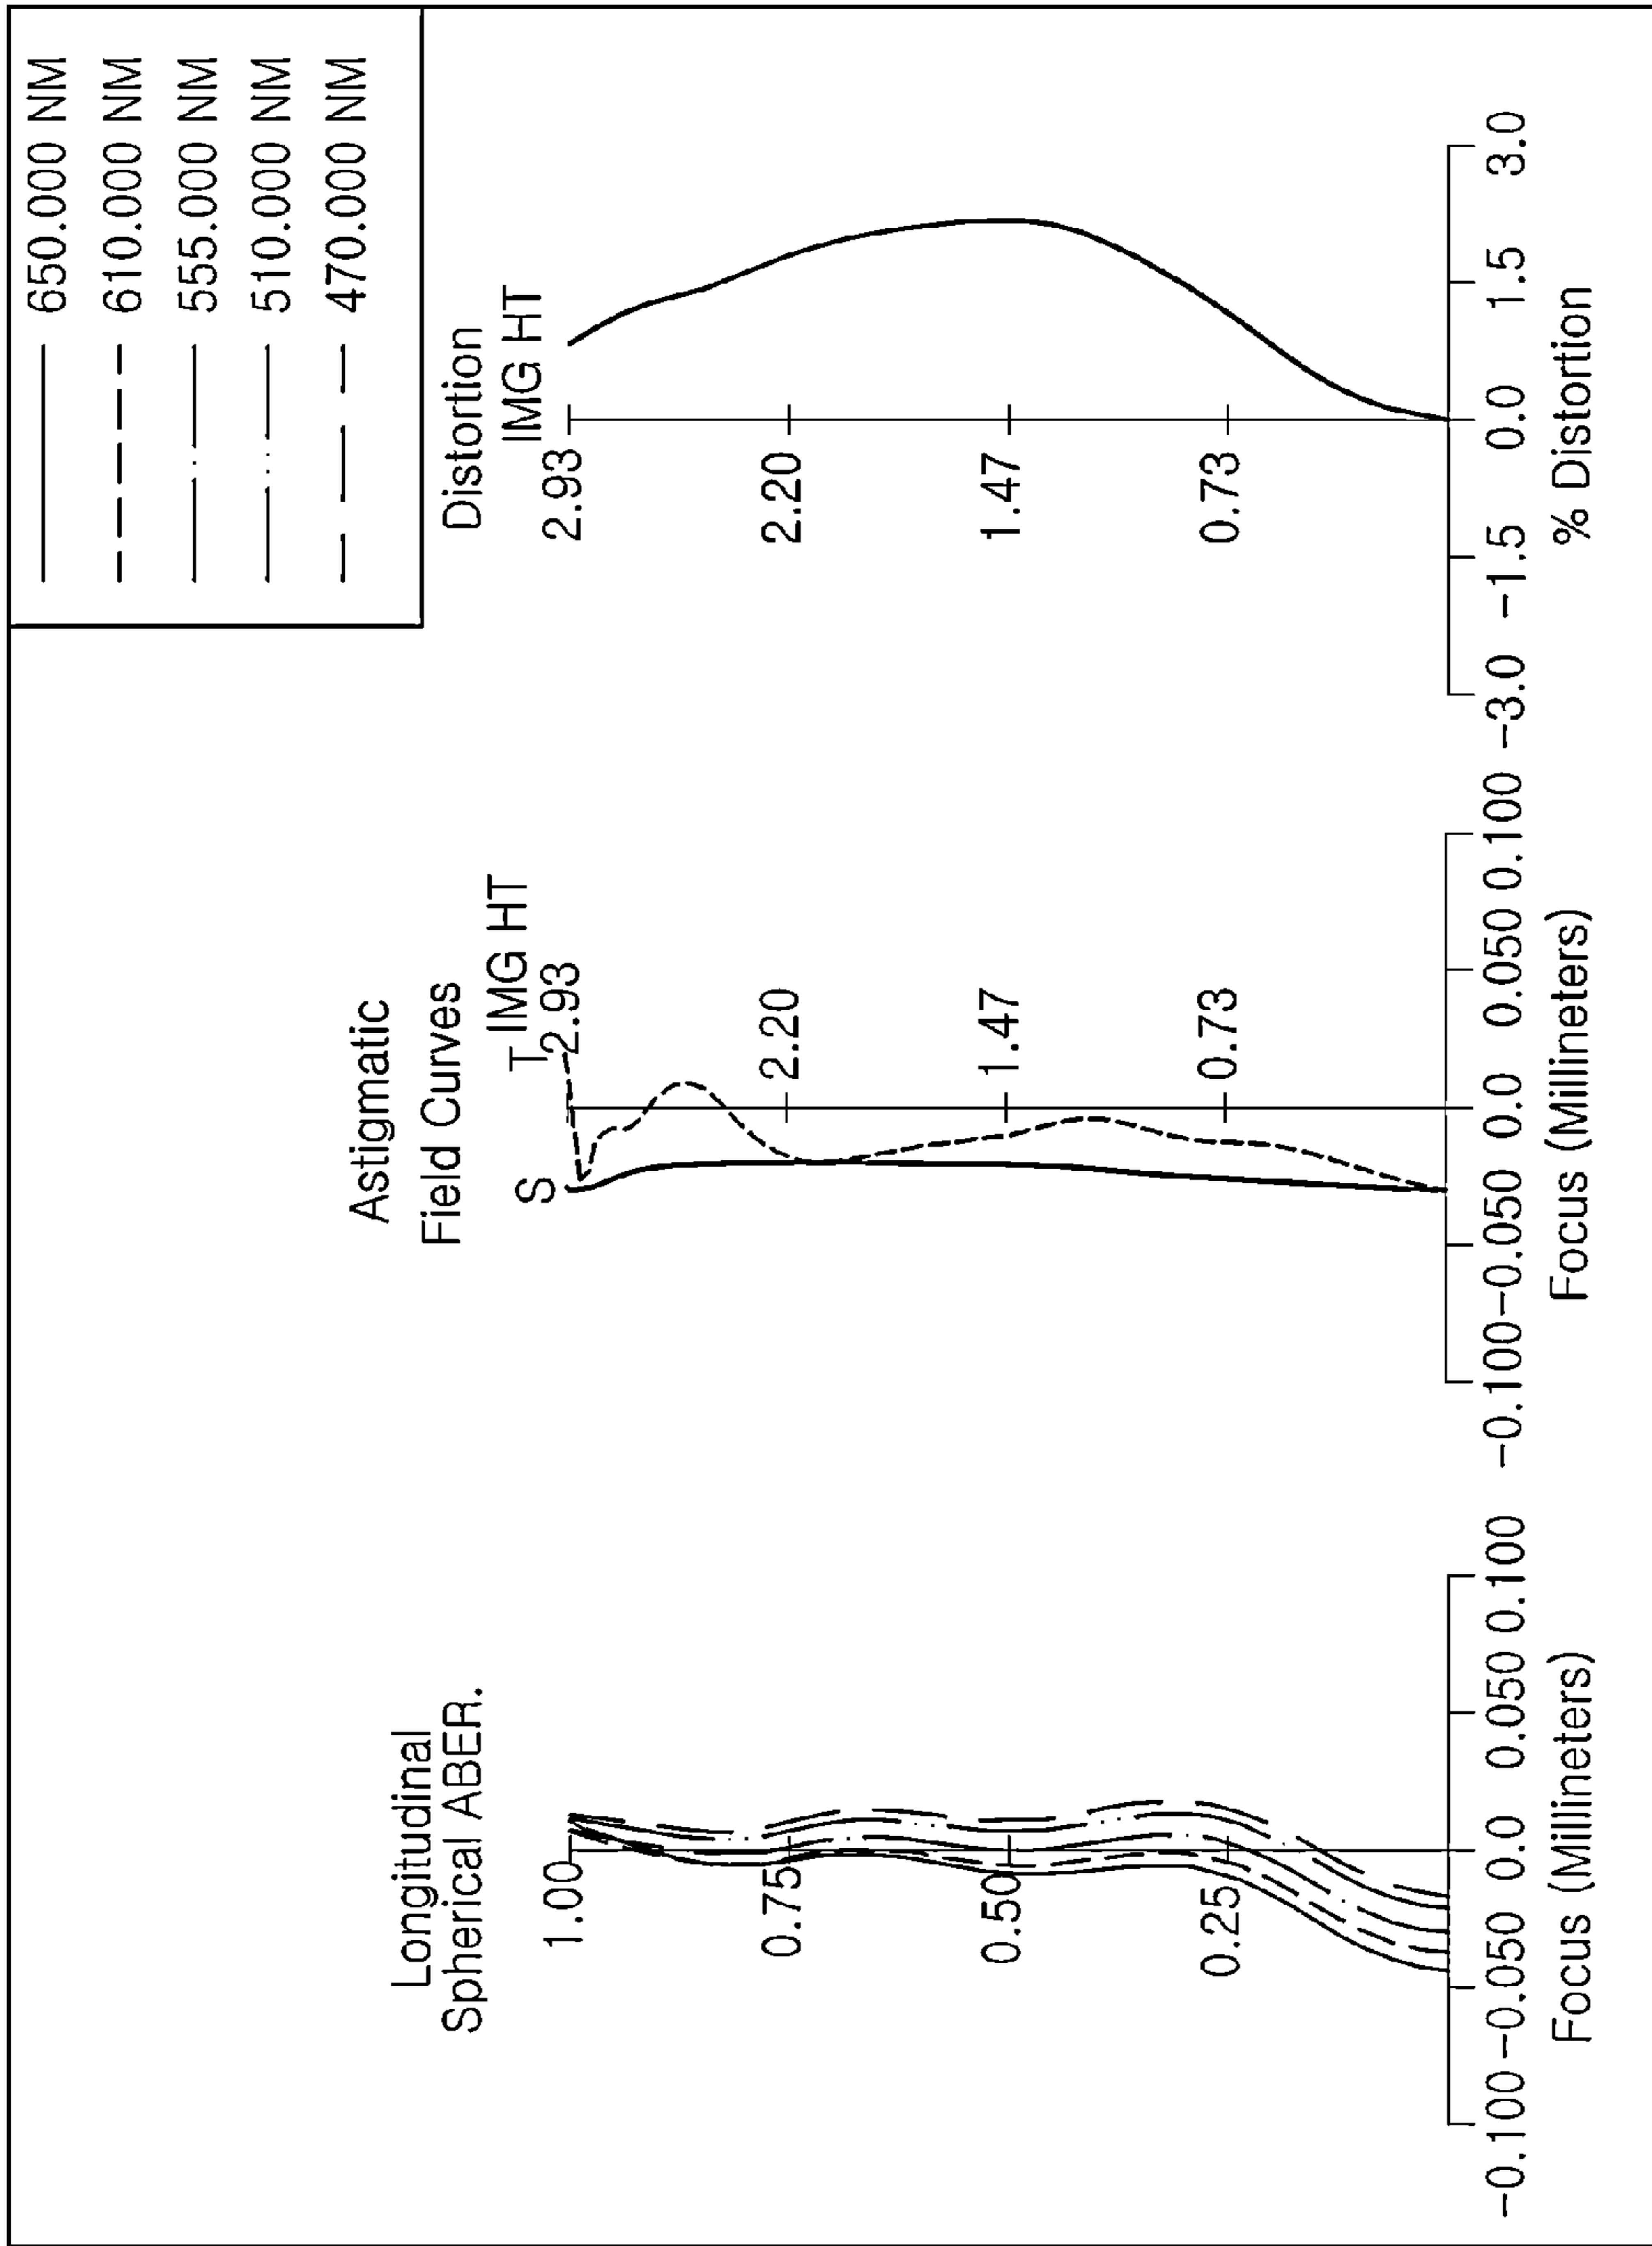 650.000 NM
610.000 NM
555.000 NM
510.000 NM
470.000 NM
Longitudinal
Spherical ABER.
1.00
0.75
0.50
0.25
-0.100 -0.050 0.0 0.050 0.100
Focus (Millineters)
Astigmatic
Field Curves
S T IMG HT
2.93
2.20
1.47
0.73
-0.100 -0.050 0.0 0.050 0.100
Focus (Millineters)
Distortion
IMG HT
2.93
2.20
1.47
0.73
-3.0 -1.5 0.0 1.5 3.0
% Distortion